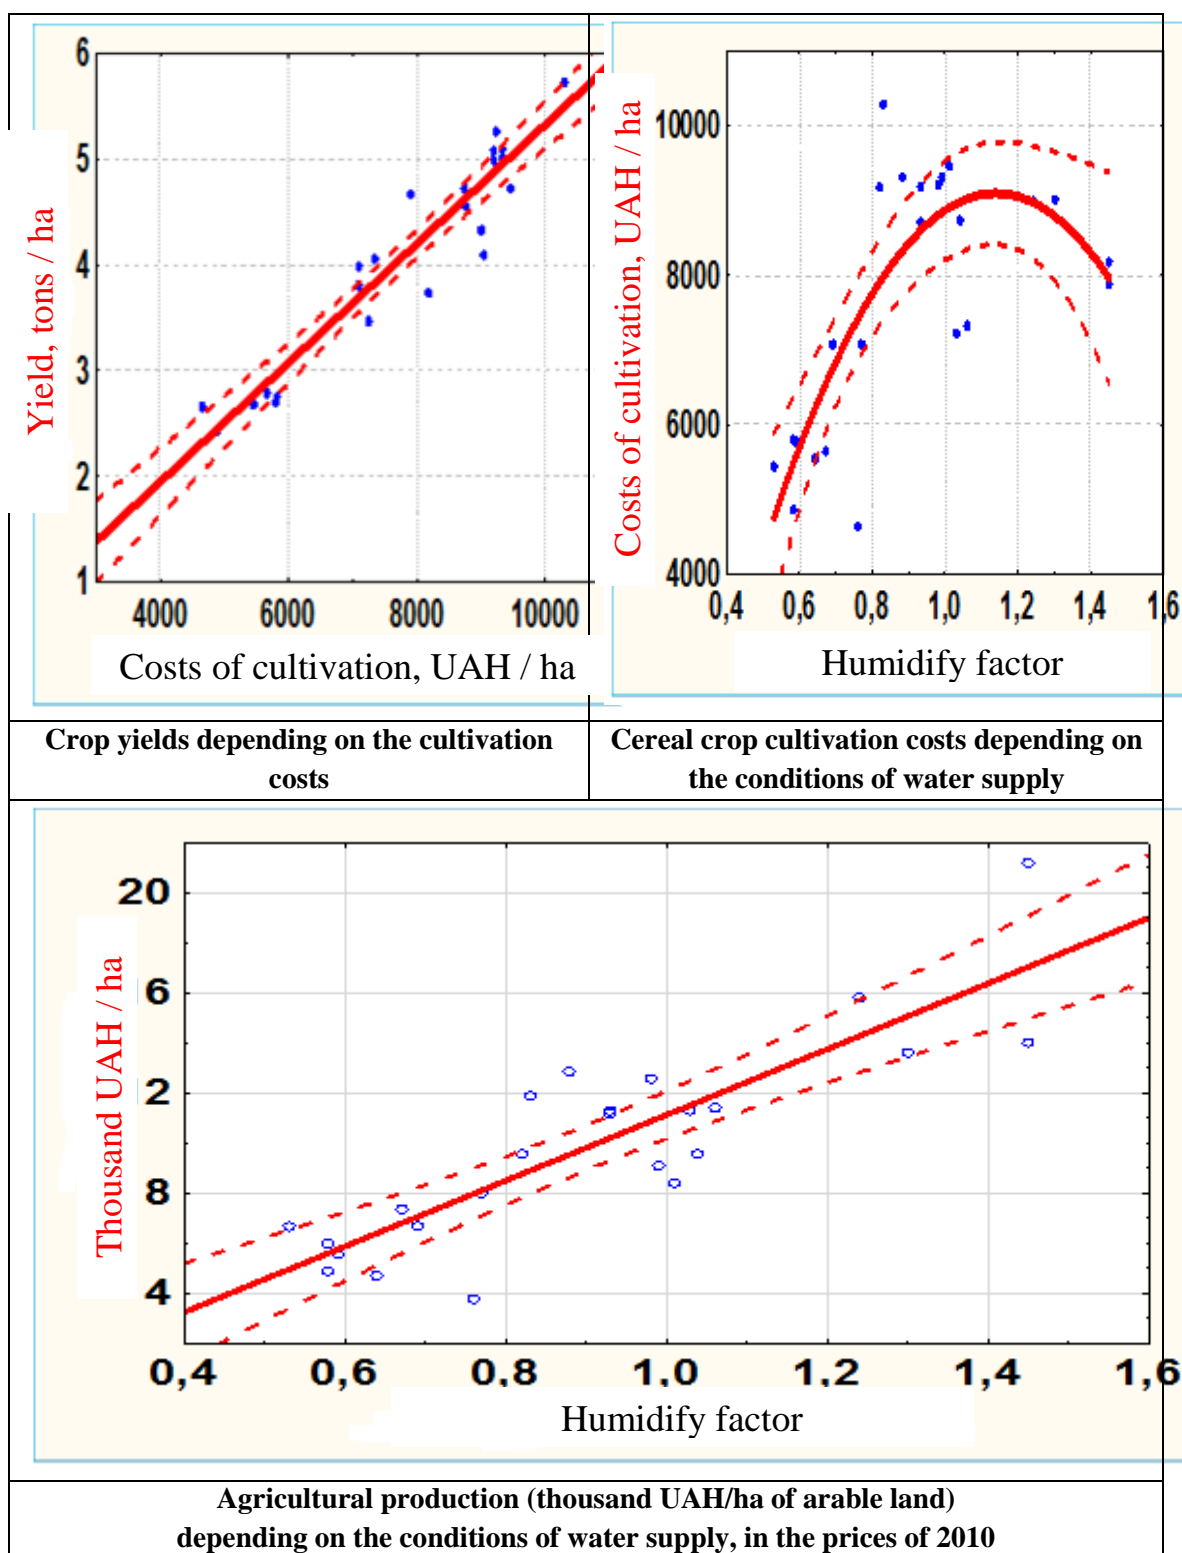 Yield, tons / ha
6
5
4
3
2
1
4000 6000 8000 10000
Costs of cultivation, UAH / ha
Costs of cultivation, UAH / ha
10000
8000
6000
4000
0,4 0,6 0,8 1,0 1,2 1,4 1,6
Humidify factor
Crop yields depending on the cultivation
costs
Cereal crop cultivation costs depending on
the conditions of water supply
Thousand UAH / ha
20
6
2
8
4
0,4 0,6 0,8 1,0 1,2 1,4 1,6
Humidify factor
Agricultural production (thousand UAH/ha of arable land)
depending on the conditions of water supply, in the prices of 2010